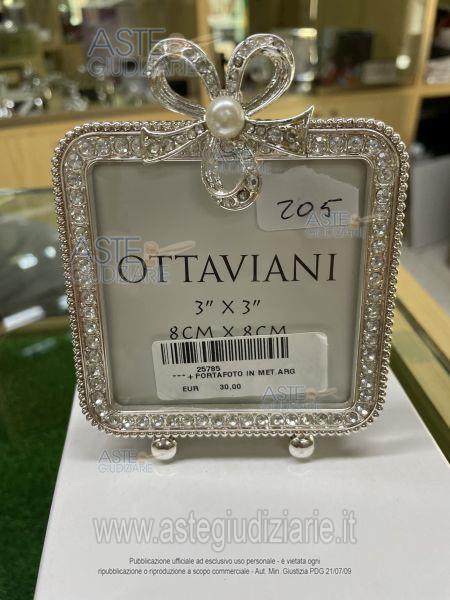 ASTE
GIUDIZIARIE
205
ASTE
GIUDIZIARIE
ASTE
GIUDIZIARIE
OTTAVIANI
3" X 3"
8CM X 8CM
25785
--- + PORTAFOTO IN MET.ARG
EUR 30,00
ASTE
GIUDIZIARIE
ASTE
GIUDIZIARIE
www.astegiudiziarie.it
Pubblicazione ufficiale ad esclusivo uso personale - è vietata ogni
ripubblicazione o riproduzione a scopo commerciale - Aut. Min. Giustizia PDG 21/07/09